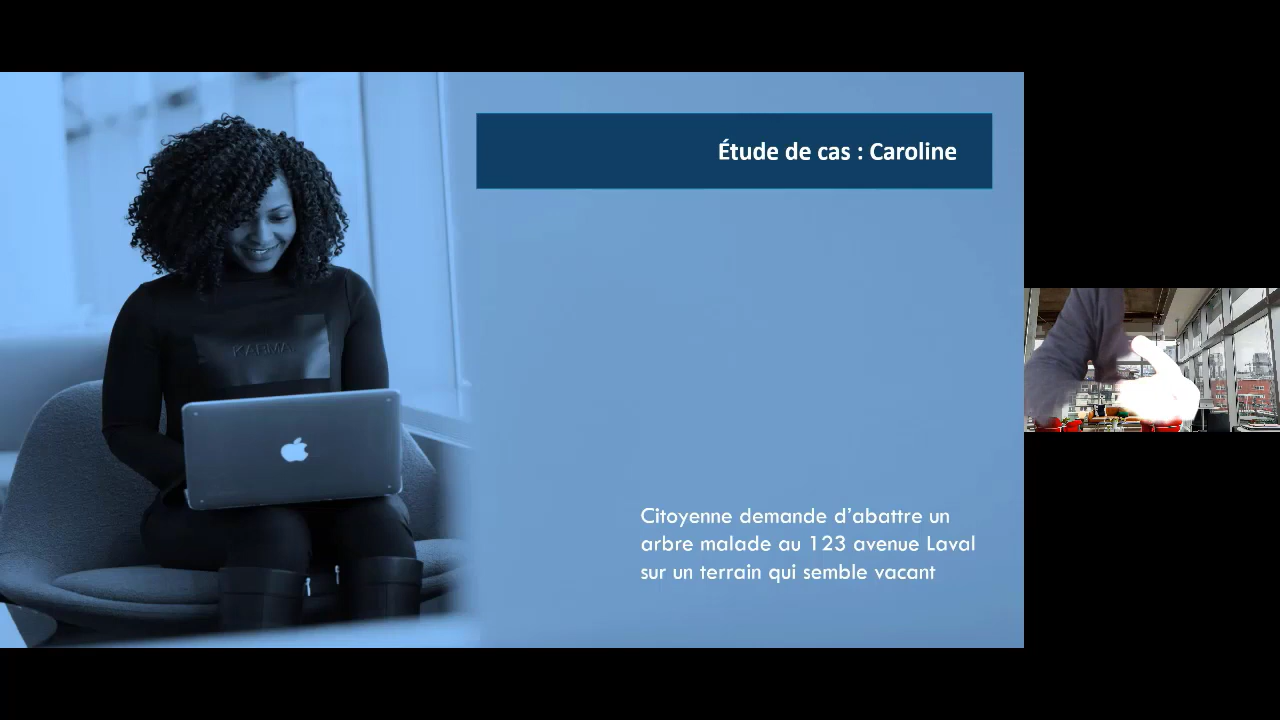 Étude de cas : Caroline
KARMA
Citoyenne demande d’abattre un
arbre malade au 123 avenue Laval
sur un terrain qui semble vacant